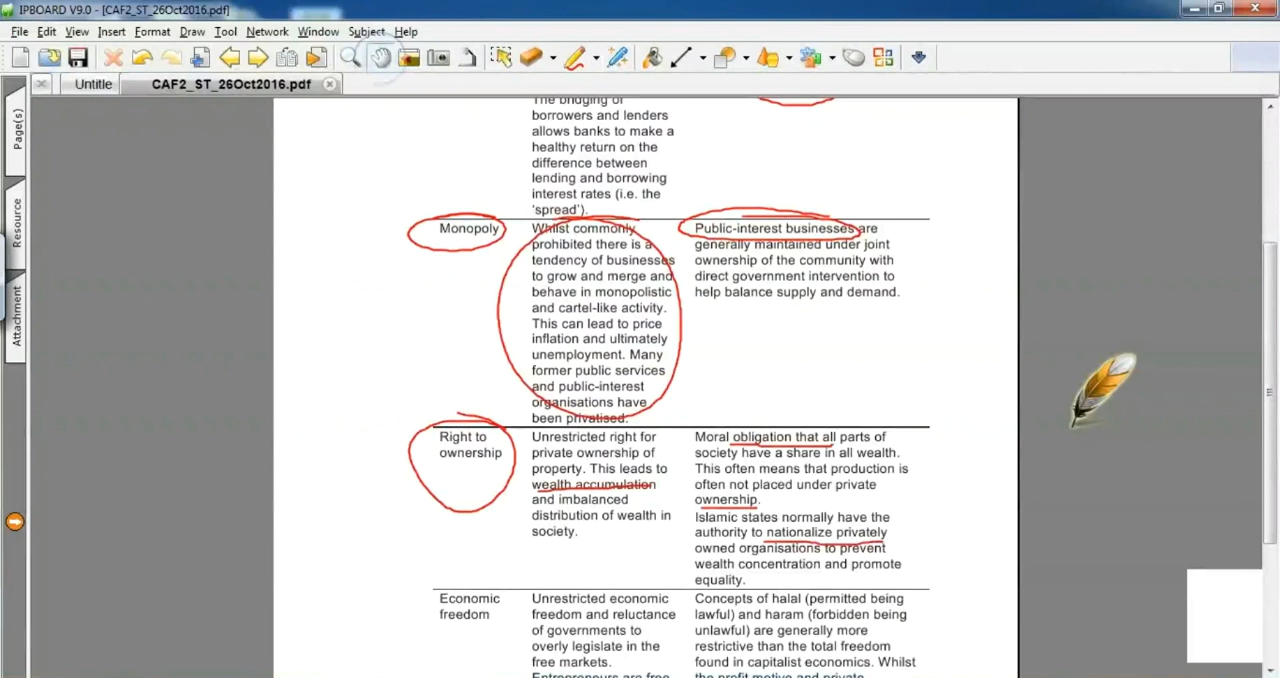 IPBOARD V9.0 - [CAF2_ST_26Oct2016.pdf]
File Edit View Insert Format Draw Tool Network Window Subject Help
Untitle CAF2_ST_26Oct2016.pdf
Page(s)
Resource
Attachment
The bridging of
borrowers and lenders
allows banks to make a
healthy return on the
difference between
lending and borrowing
interest rates (i.e. the
‘spread’).
Monopoly
Whilst commonly
prohibited there is a
tendency of businesses
to grow and merge and
behave in monopolistic
and cartel-like activity.
This can lead to price
inflation and ultimately
unemployment. Many
former public services
and public-interest
organisations have
been privatised.
Public-interest businesses are
generally maintained under joint
ownership of the community with
direct government intervention to
help balance supply and demand.
Right to
ownership
Unrestricted right for
private ownership of
property. This leads to
wealth accumulation
and imbalanced
distribution of wealth in
society.
Moral obligation that all parts of
society have a share in all wealth.
This often means that production is
often not placed under private
ownership.
Islamic states normally have the
authority to nationalize privately
owned organisations to prevent
wealth concentration and promote
equality.
Economic
freedom
Unrestricted economic
freedom and reluctance
of governments to
overly legislate in the
free markets.
Entrepreneurs are free
Concepts of halal (permitted being
lawful) and haram (forbidden being
unlawful) are generally more
restrictive than the total freedom
found in capitalist economics. Whilst
the profit motive and private